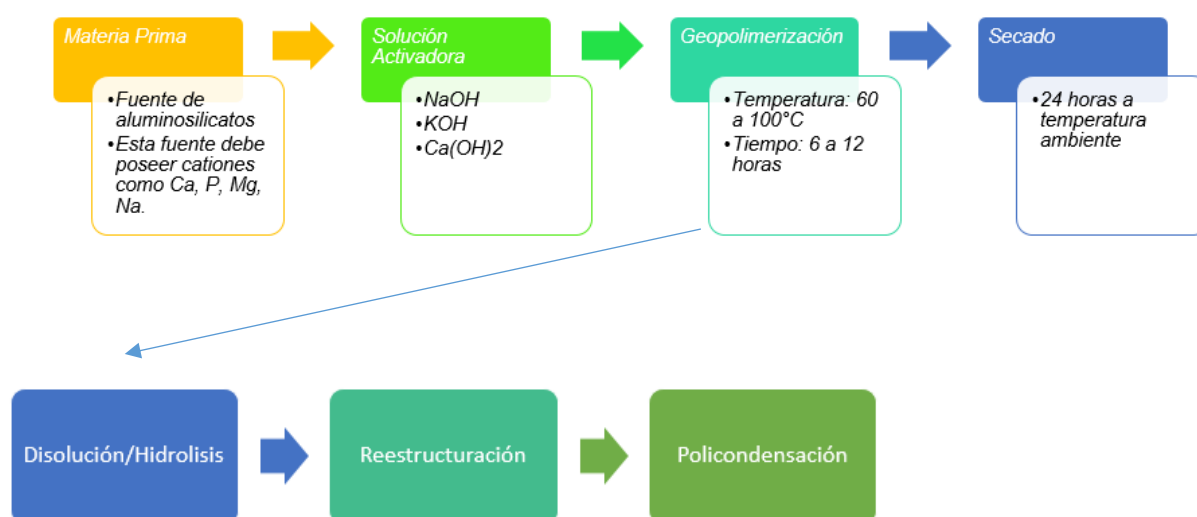 Materia Prima
•Fuente de
aluminosilicatos
•Esta fuente debe
poseer cationes
como Ca, P, Mg,
Na.
Solución
Activadora
•NaOH
•KOH
•Ca(OH)2
Geopolimerización
•Temperatura: 60
a 100°C
•Tiempo: 6 a 12
horas
Secado
•24 horas a
temperatura
ambiente
Disolución/Hidrolisis
Reestructuración
Policondensación